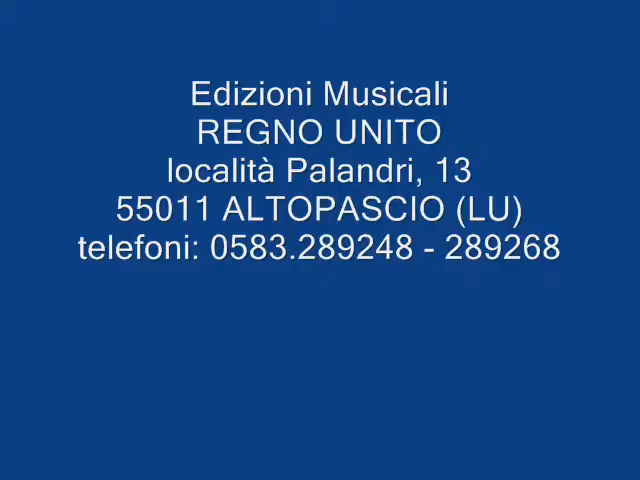 Edizioni Musicali
REGNO UNITO
località Palandri, 13
55011 ALTOPASCIO (LU)
telefoni: 0583.289248 - 289268